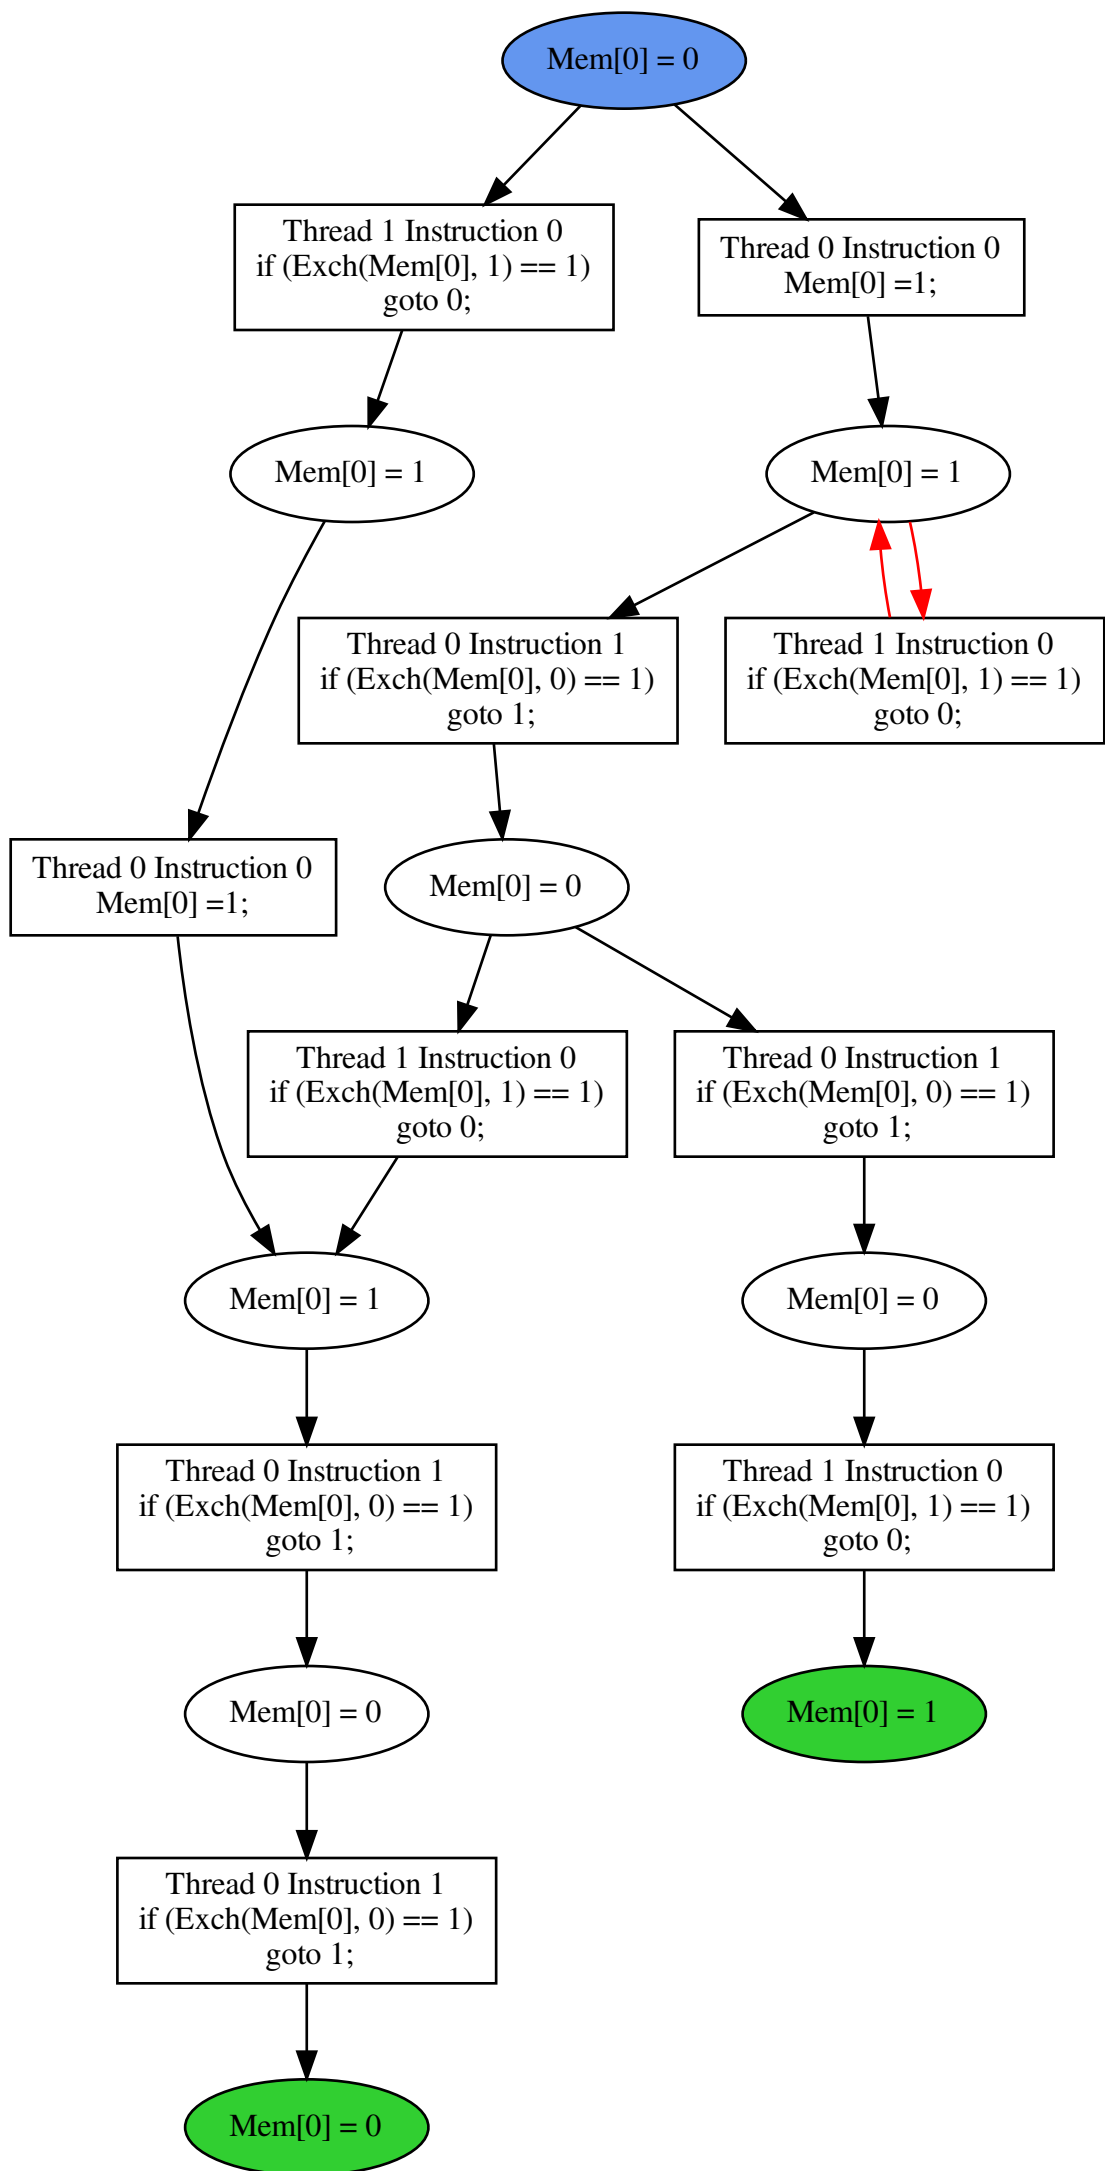 Mem[0] = 0
Thread 1 Instruction 0
if (Exch(Mem[0], 1) == 1)
goto 0;
Thread 0 Instruction 0
Mem[0] =1;
Mem[0] = 1
Mem[0] = 1
Thread 0 Instruction 1
if (Exch(Mem[0], 0) == 1)
goto 1;
Thread 1 Instruction 0
if (Exch(Mem[0], 1) == 1)
goto 0;
Thread 0 Instruction 0
Mem[0] =1;
Mem[0] = 0
Thread 1 Instruction 0
if (Exch(Mem[0], 1) == 1)
goto 0;
Thread 0 Instruction 1
if (Exch(Mem[0], 0) == 1)
goto 1;
Mem[0] = 1
Mem[0] = 0
Thread 0 Instruction 1
if (Exch(Mem[0], 0) == 1)
goto 1;
Thread 1 Instruction 0
if (Exch(Mem[0], 1) == 1)
goto 0;
Mem[0] = 0
Mem[0] = 1
Thread 0 Instruction 1
if (Exch(Mem[0], 0) == 1)
goto 1;
Mem[0] = 0